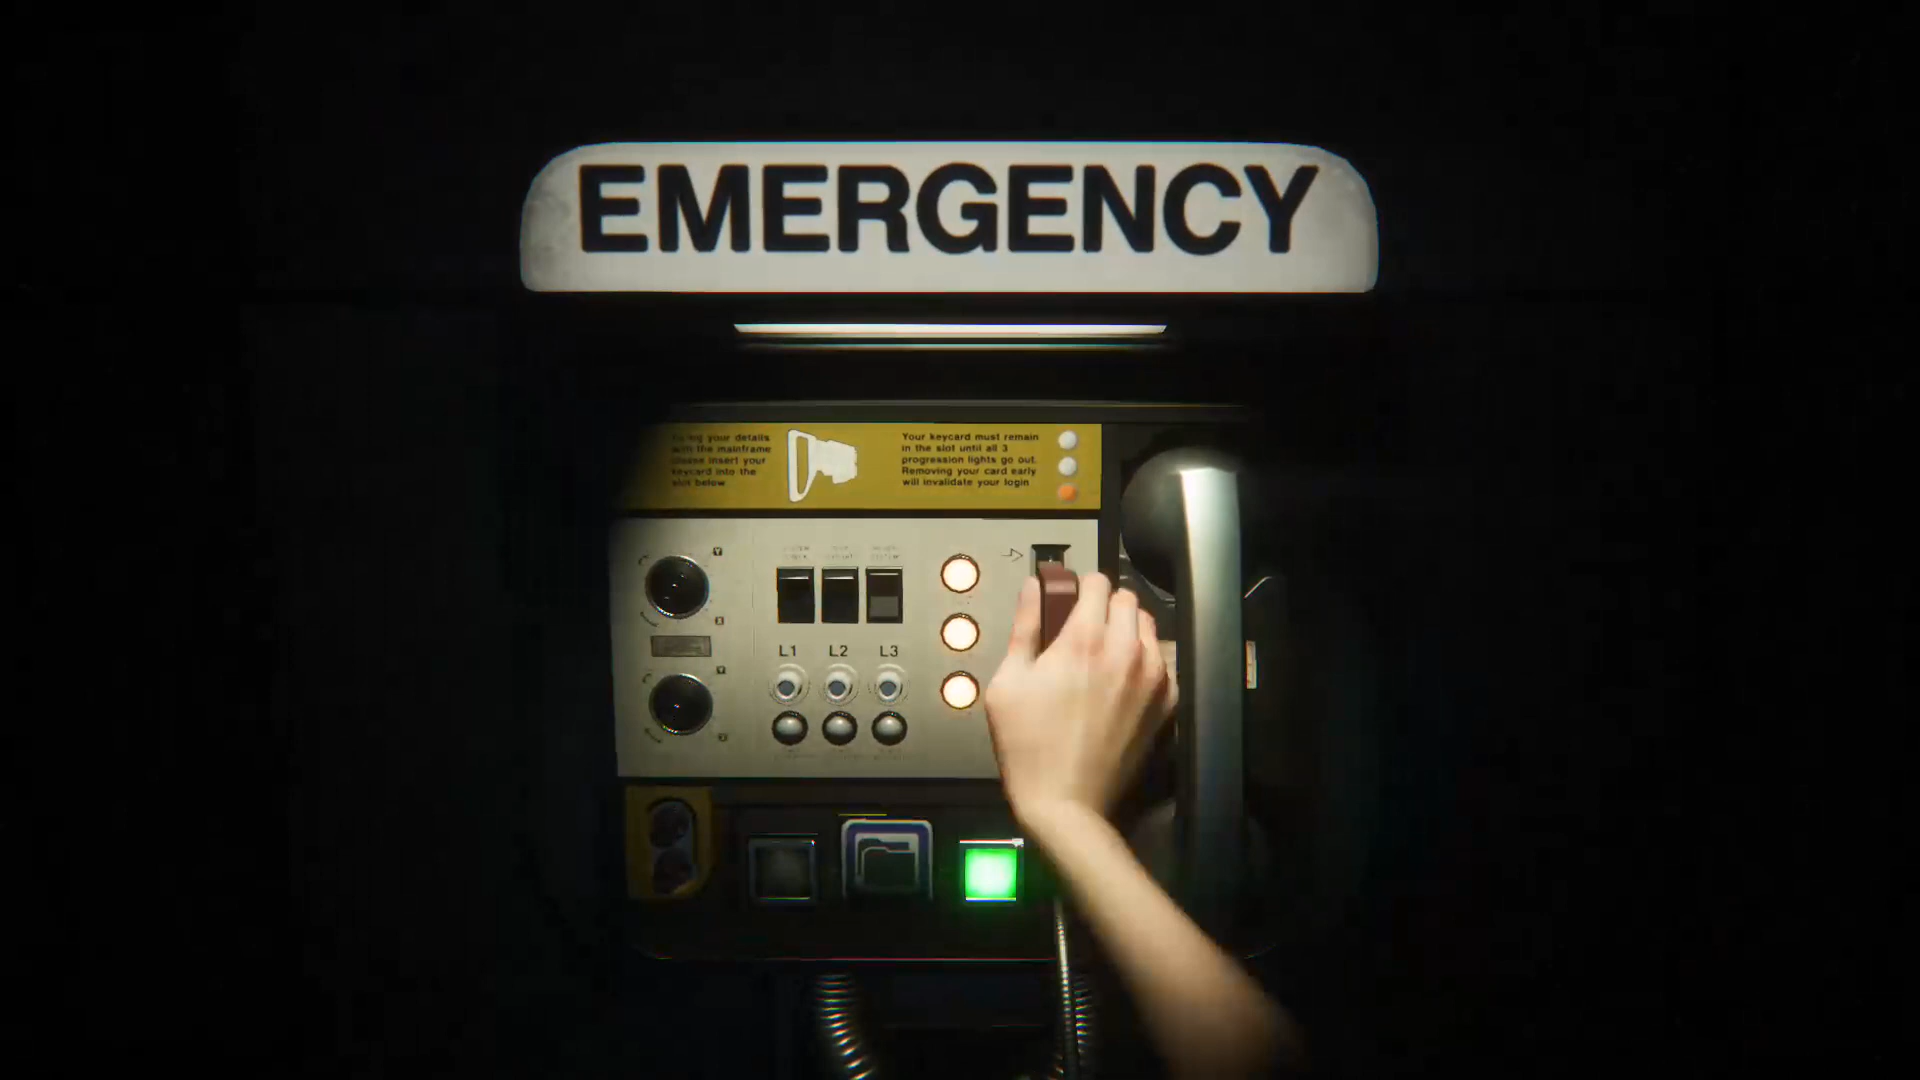 EMERGENCY
your details
with the mainframe
please insert your
keycard into the
slot below
Your keycard must remain
in the slot until all 3
progression lights go out.
Removing your card early
will invalidate your login
L1 L2 L3